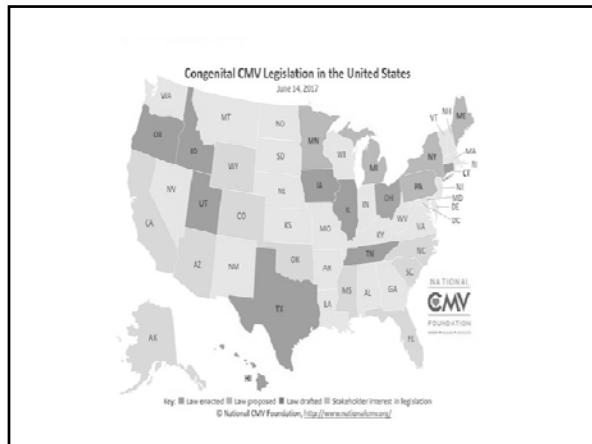 Congenital CMV Legislation in the United States
June 14, 2017
WA
MT
ND
MN
VT
NH
ME
OR
ID
WY
SD
WI
MI
NY
MA
RI
CT
NV
UT
CO
NE
IA
IL
IN
OH
PA
NJ
MD
DE
DC
CA
KS
MO
KY
WV
VA
AZ
NM
OK
AR
TN
NC
SC
TX
LA
MS
AL
GA
FL
AK
HI
NATIONAL
CMV
FOUNDATION
Key: Law enacted Law proposed Law drafted Stakeholder interest in legislation
© National CMV Foundation, http://www.nationalcmv.org/